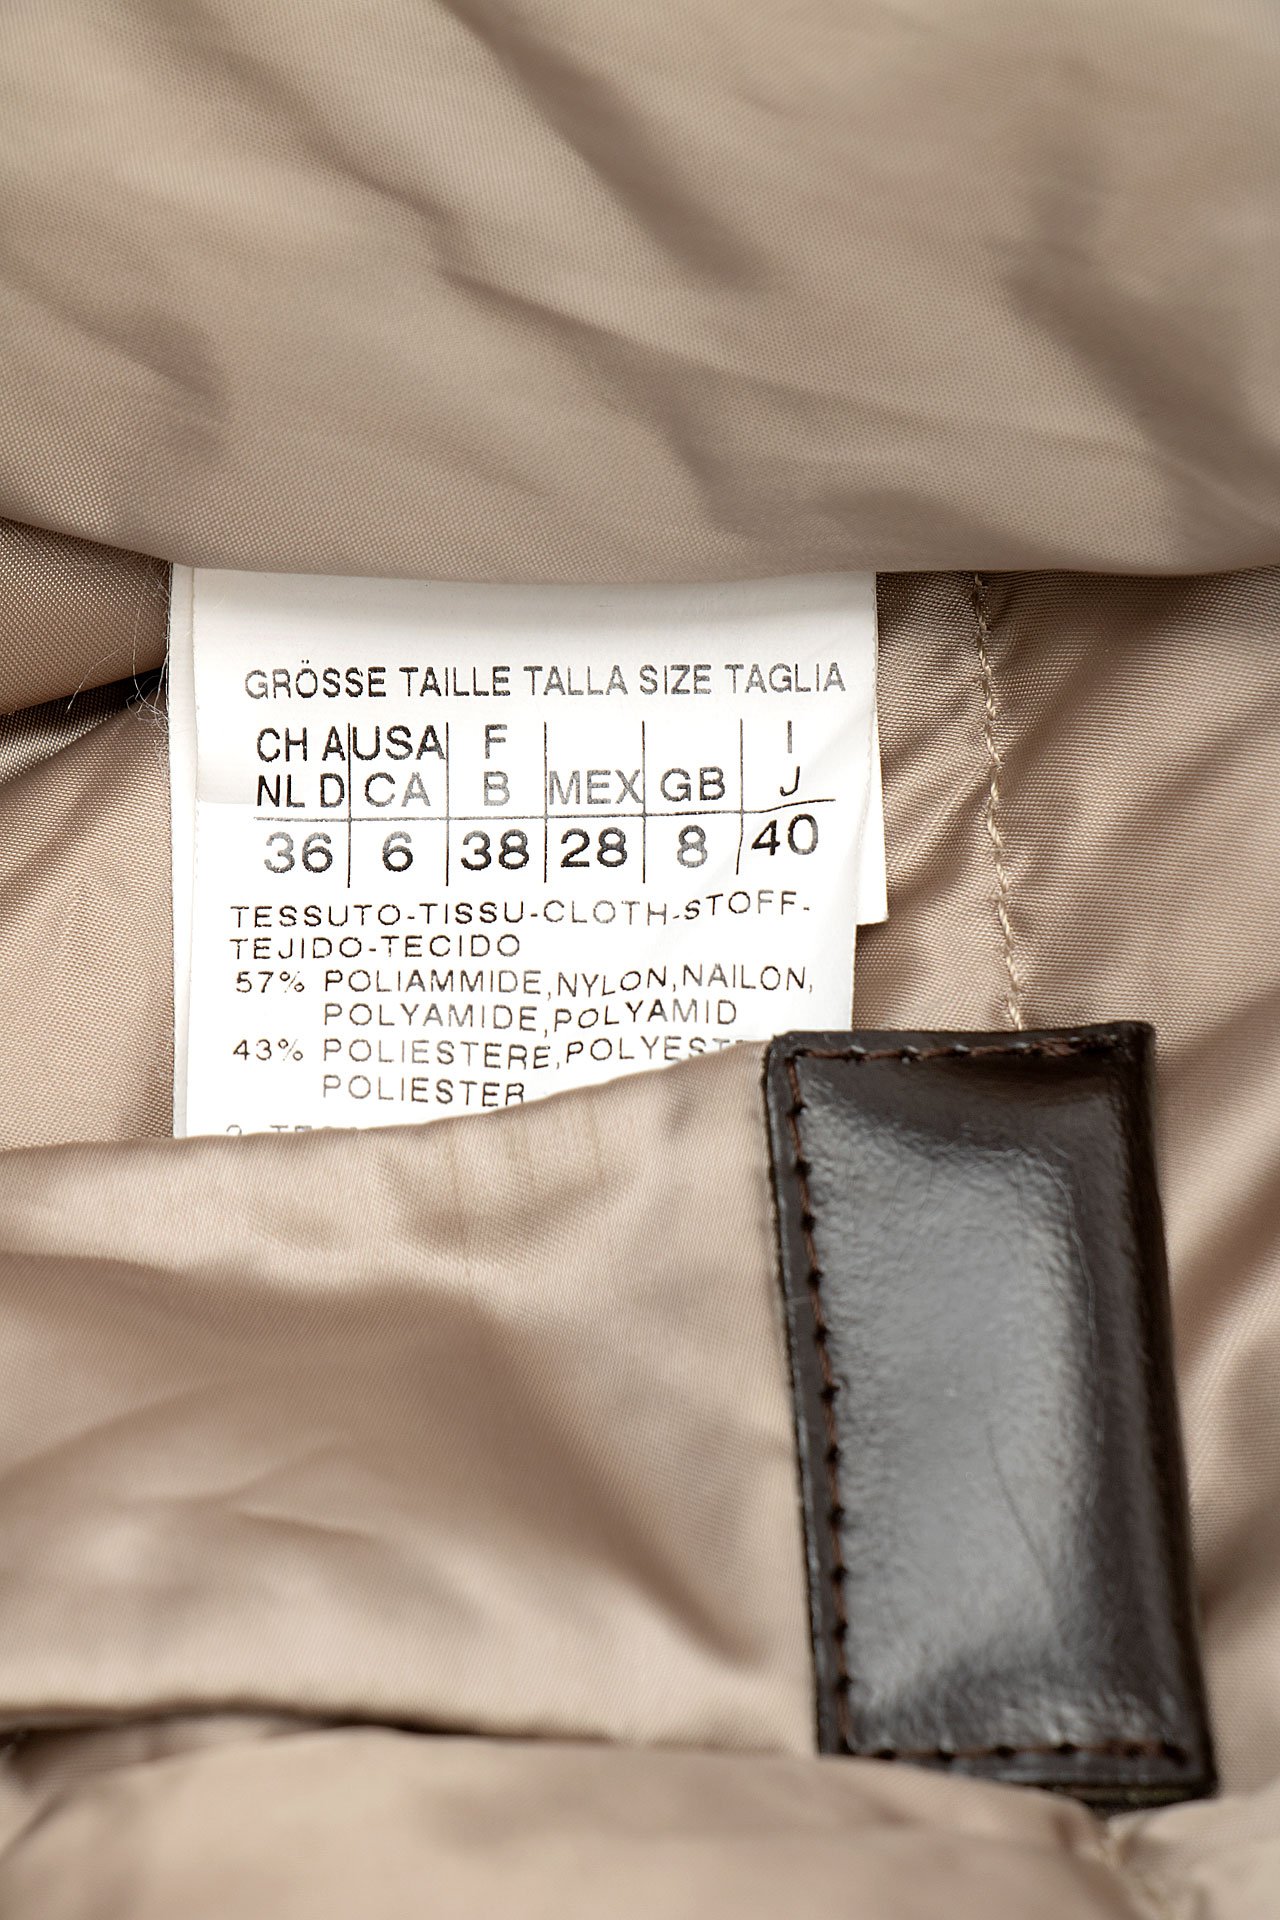 GRÖSSE TAILLE TALLA SIZE TAGLIA
CH A USA F I
NL D CA B MEX GB J
36 6 38 28 8 40
TESSUTO-TISSU-CLOTH-STOFF-
TEJIDO-TECIDO
57% POLIAMMIDE,NYLON,NAILON,
POLYAMIDE,POLYAMID
43% POLIESTERE,
POLIESTER